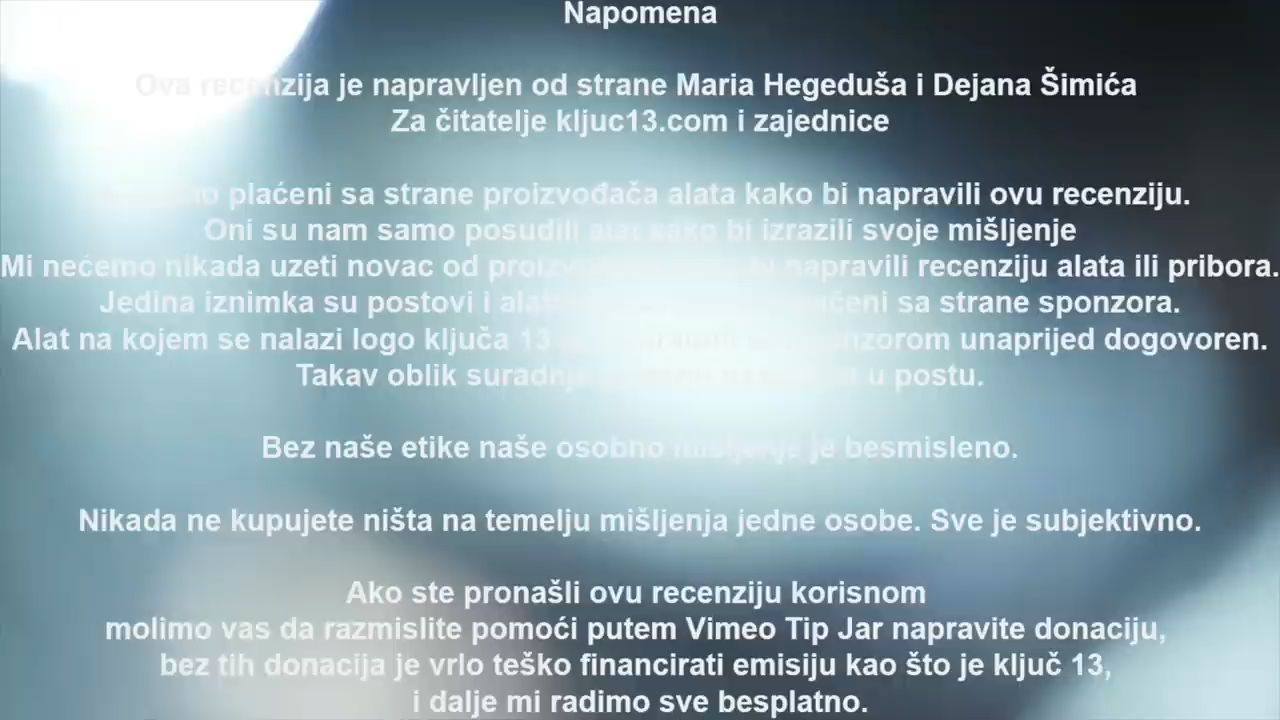 Napomena
Ova recenzija je napravljen od strane Maria Hegeduša i Dejana Šimića
Za čitatelje kljuc13.com i zajednice
plaćeni sa strane proizvođača alata kako bi napravili ovu recenziju.
Oni su nam samo posudili alat kako bi izrazili svoje mišljenje
Mi nećemo nikada uzeti novac od napravili recenziju alata ili pribora.
Jedina iznimka su postovi i sa strane sponzora.
Alat na kojem se nalazi logo ključa 13 unaprijed dogovoren.
Takav oblik u postu.
Bez naše etike naše osobno mišljenje je besmisleno.
Nikada ne kupujete ništa na temelju mišljenja jedne osobe. Sve je subjektivno.
Ako ste pronašli ovu recenziju korisnom
molimo vas da razmislite pomoći putem Vimeo Tip Jar napravite donaciju,
bez tih donacija je vrlo teško financirati emisiju kao što je ključ 13,
i dalje mi radimo sve besplatno.